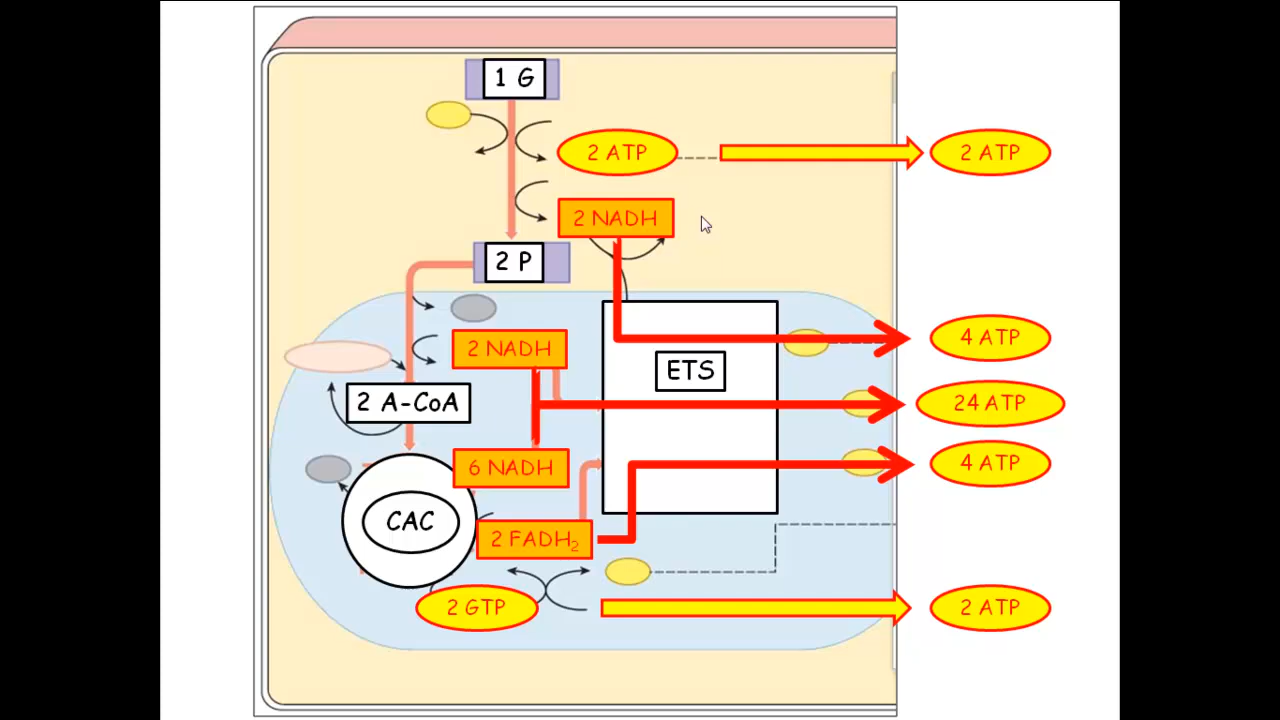 1 G
2 ATP
2 ATP
2 NADH
2 P
4 ATP
2 NADH
ETS
2 A-CoA
24 ATP
6 NADH
4 ATP
CAC
2 FADH₂
2 GTP
2 ATP